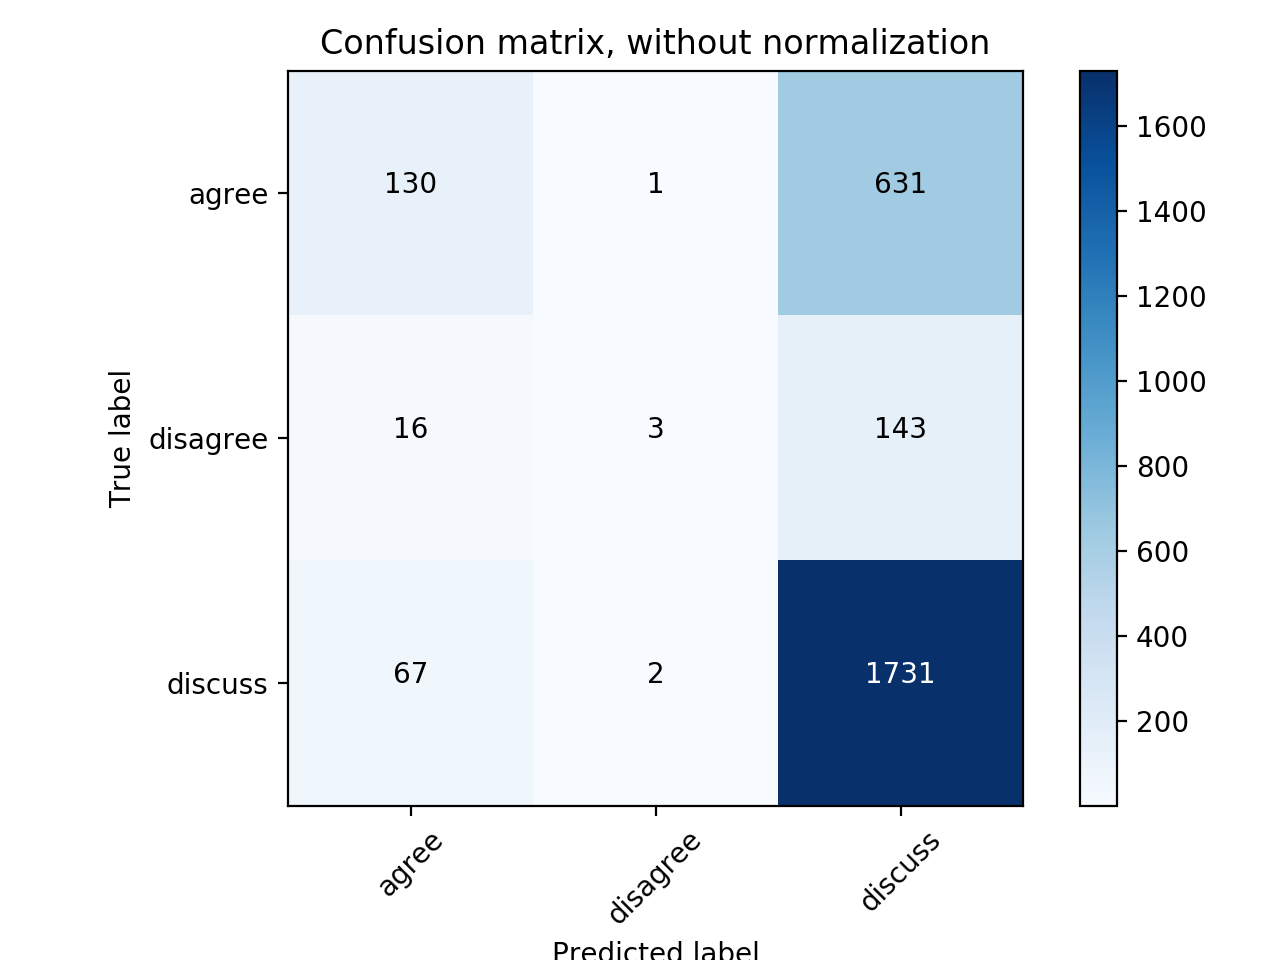 Confusion matrix, without normalization
agree 130 1 631
disagree 16 3 143
discuss 67 2 1731
agree disagree discuss
True label
Predicted label
1600
1400
1200
1000
800
600
400
200